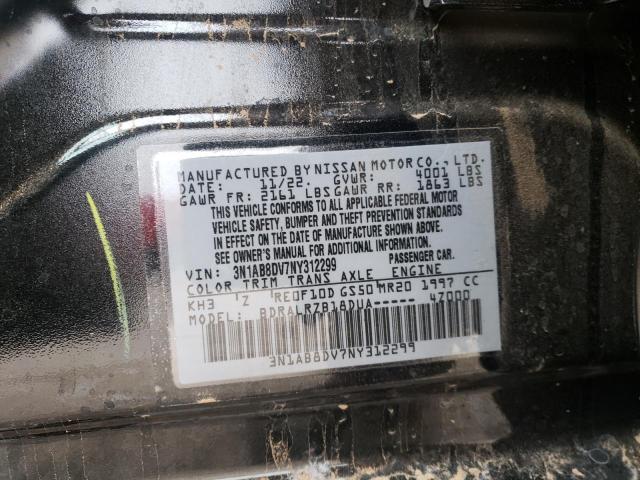 MANUFACTURED BY NISSAN MOTOR CO., LTD.
DATE: 11/22 GVWR: 4001 LBS
GAWR FR: 2161 LBS GAWR RR: 1863 LBS
THIS VEHICLE CONFORMS TO ALL APPLICABLE FEDERAL MOTOR
VEHICLE SAFETY, BUMPER AND THEFT PREVENTION STANDARDS
IN EFFECT ON THE DATE OF MANUFACTURE SHOWN ABOVE.
SEE OWNER'S MANUAL FOR ADDITIONAL INFORMATION.
VIN: 3N1AB8DV7NY312299 PASSENGER CAR.
COLOR TRIM TRANS AXLE ENGINE
KH3 'Z 'RE0F10D GS50 MR20 1997 CC
MODEL: BDRALRZB18DUA----- 4Z000
3N1AB8DV7NY312299